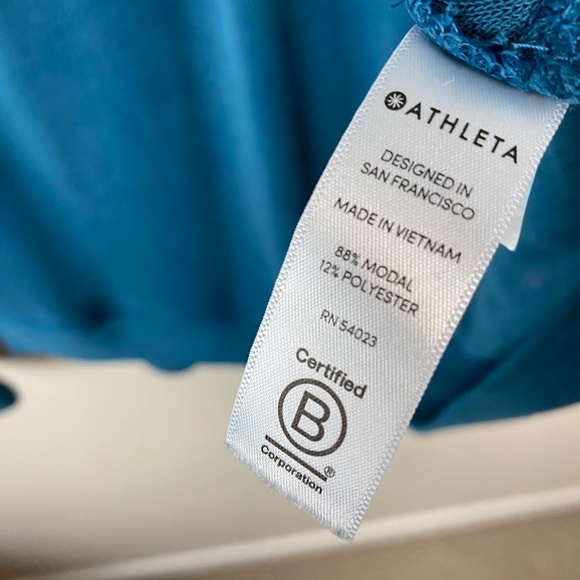 ATHLETA
DESIGNED IN
SAN FRANCISCO
MADE IN VIETNAM
88% MODAL
12% POLYESTER
RN 54023
Certified
B
®
Corporation